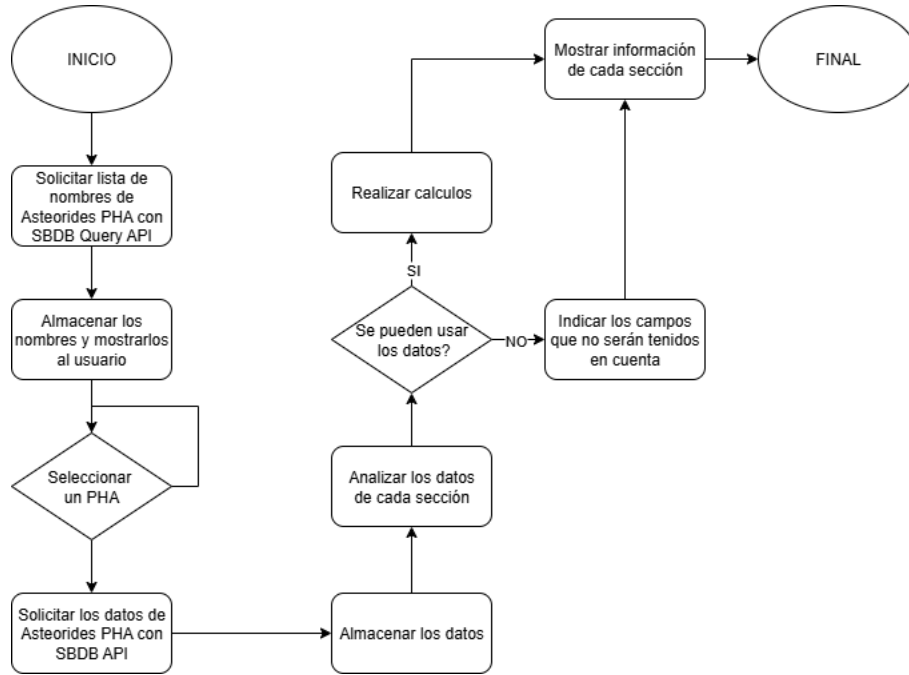 INICIO
Solicitar lista de
nombres de
Asteorides PHA con
SBDB Query API
Almacenar los
nombres y mostrarlos
al usuario
Seleccionar
un PHA
Solicitar los datos de
Asteorides PHA con
SBDB API
Almacenar los datos
Analizar los datos
de cada sección
Se pueden usar
los datos?
SI
NO
Realizar calculos
Indicar los campos
que no serán tenidos
en cuenta
Mostrar información
de cada sección
FINAL